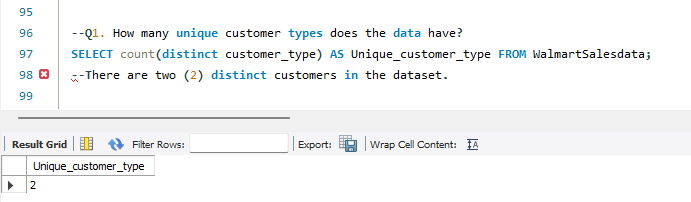 95
96 --Q1. How many unique customer types does the data have?
97 SELECT count(distinct customer_type) AS Unique_customer_type FROM WalmartSalesdata;
98 --There are two (2) distinct customers in the dataset.
99
Result Grid Filter Rows: Export: Wrap Cell Content:
Unique_customer_type
2